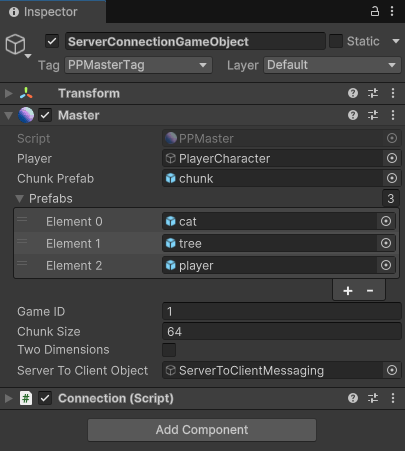 Inspector
ServerConnectionGameObject Static
Tag PPMasterTag Layer Default
Transform
Master
Script PPMaster
Player PlayerCharacter
Chunk Prefab chunk
Prefabs 3
Element 0 cat
Element 1 tree
Element 2 player
+ -
Game ID 1
Chunk Size 64
Two Dimensions
Server To Client Object ServerToClientMessaging
# Connection (Script)
Add Component